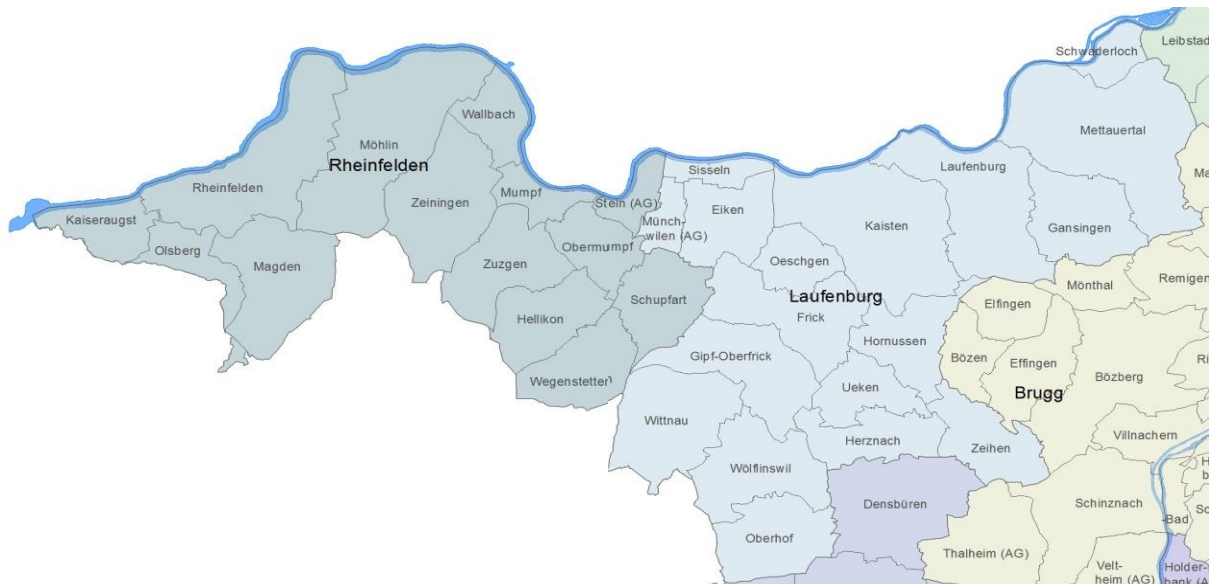 Schwaderloch
Leibstad
Wallbach
Mettauertal
Möhlin
Rheinfelden
Laufenburg
Sisseln
Ma
Rheinfelden
Mumpf
Zeiningen
Stein (AG)
Eiken
Kaisten
Gansingen
Kaiseraugst
Münch-
wilen (AG)
Olsberg
Obermumpf
Magden
Zuzgen
Oeschgen
Mönthal
Remigen
Schupfart
Laufenburg
Elfingen
Hellikon
Frick
Hornussen
Gipf-Oberfrick
Bözen
Effingen
Ri
Wegenstetten
Ueken
Bözberg
Brugg
Wittnau
Herznach
Zeihen
Villnachern
Wölflinswil
H
b
Densbüren
Schinznach
Sc
-Bad
Oberhof
Thalheim (AG)
Velt-
heim (AG)
Holder-
bank (A